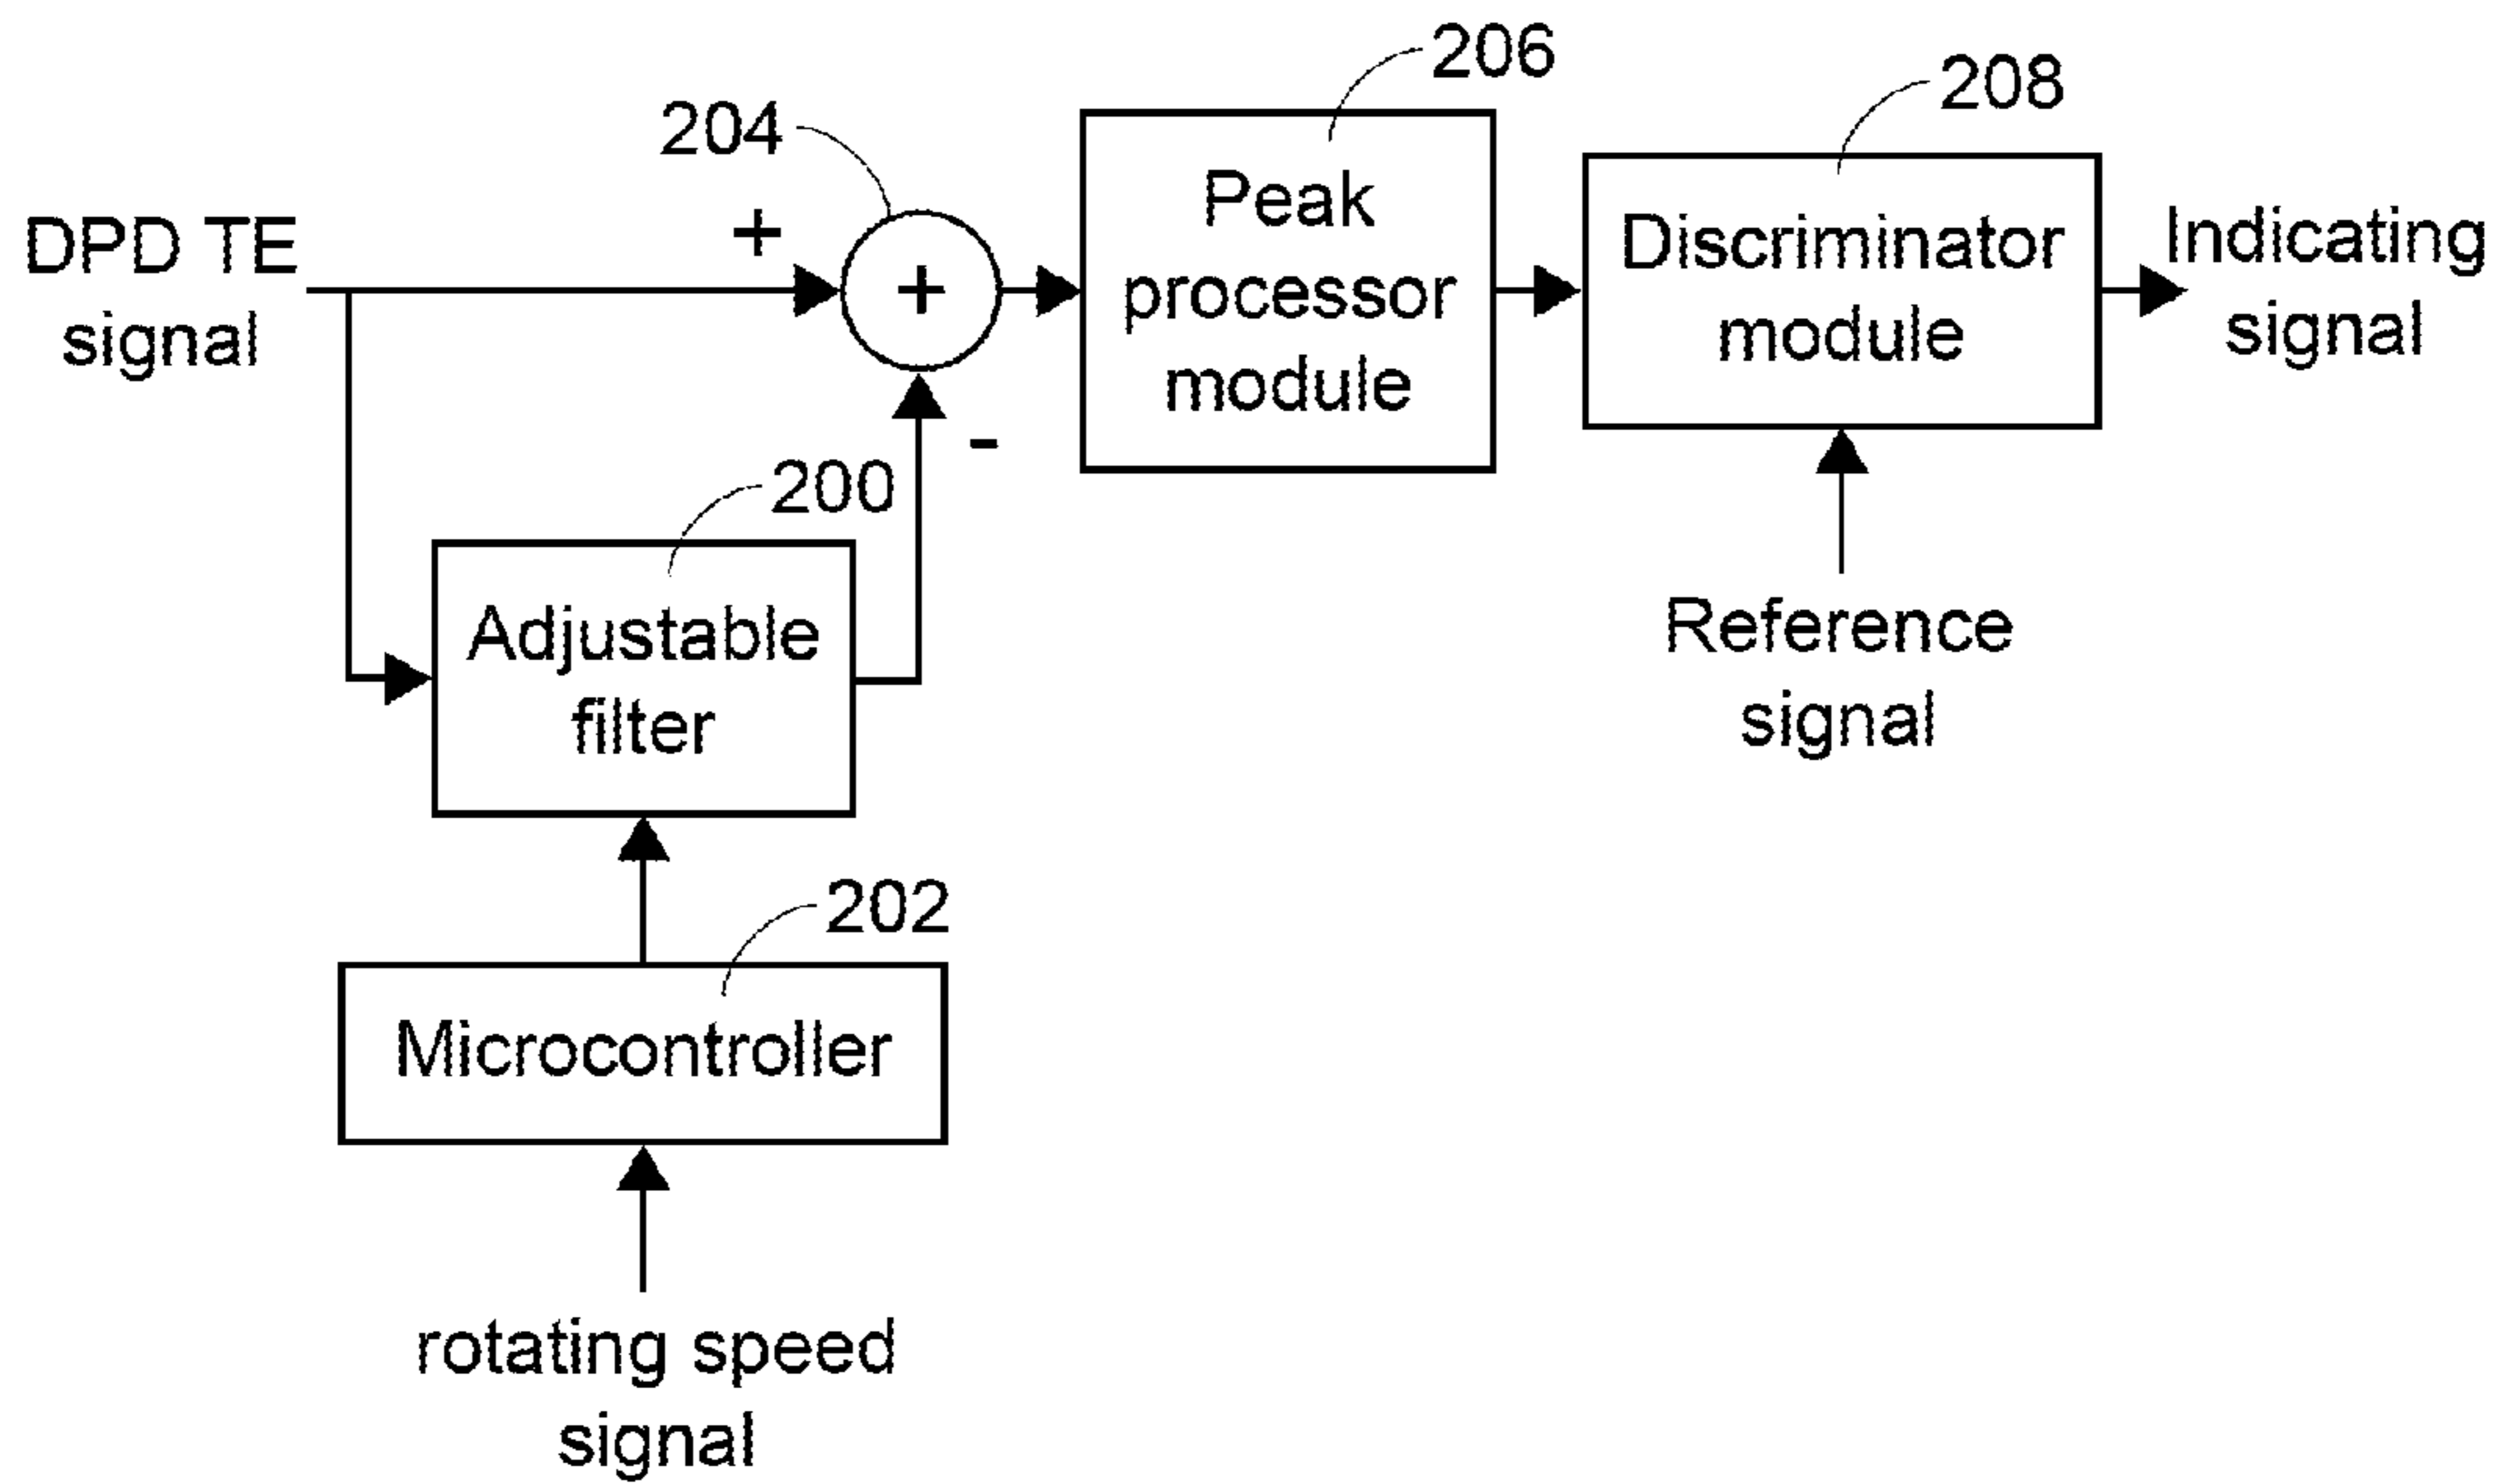 206
208
204
+
DPD TE
signal
+
Peak
processor
module
Discriminator
module
Indicating
signal
-
200
Adjustable
filter
Reference
signal
202
Microcontroller
rotating speed
signal